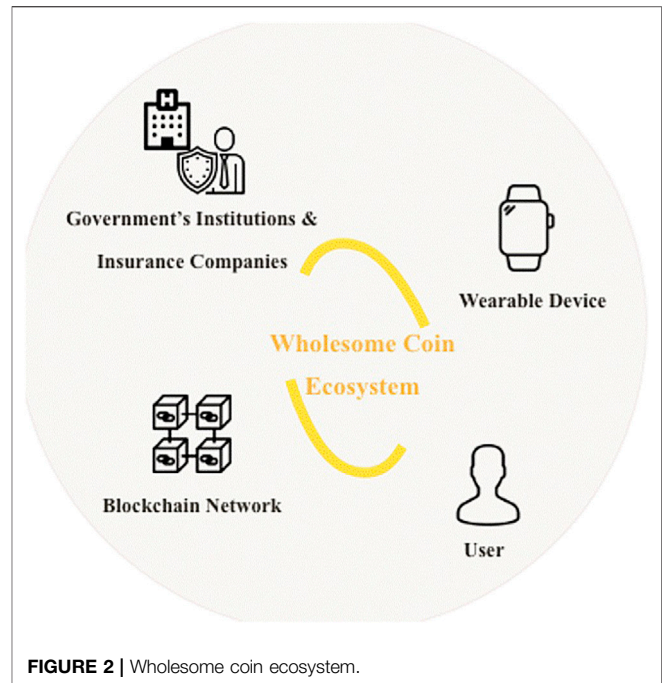 H
Government's Institutions &
Insurance Companies
Wearable Device
Wholesome Coin
Ecosystem
Blockchain Network
User
FIGURE 2 | Wholesome coin ecosystem.